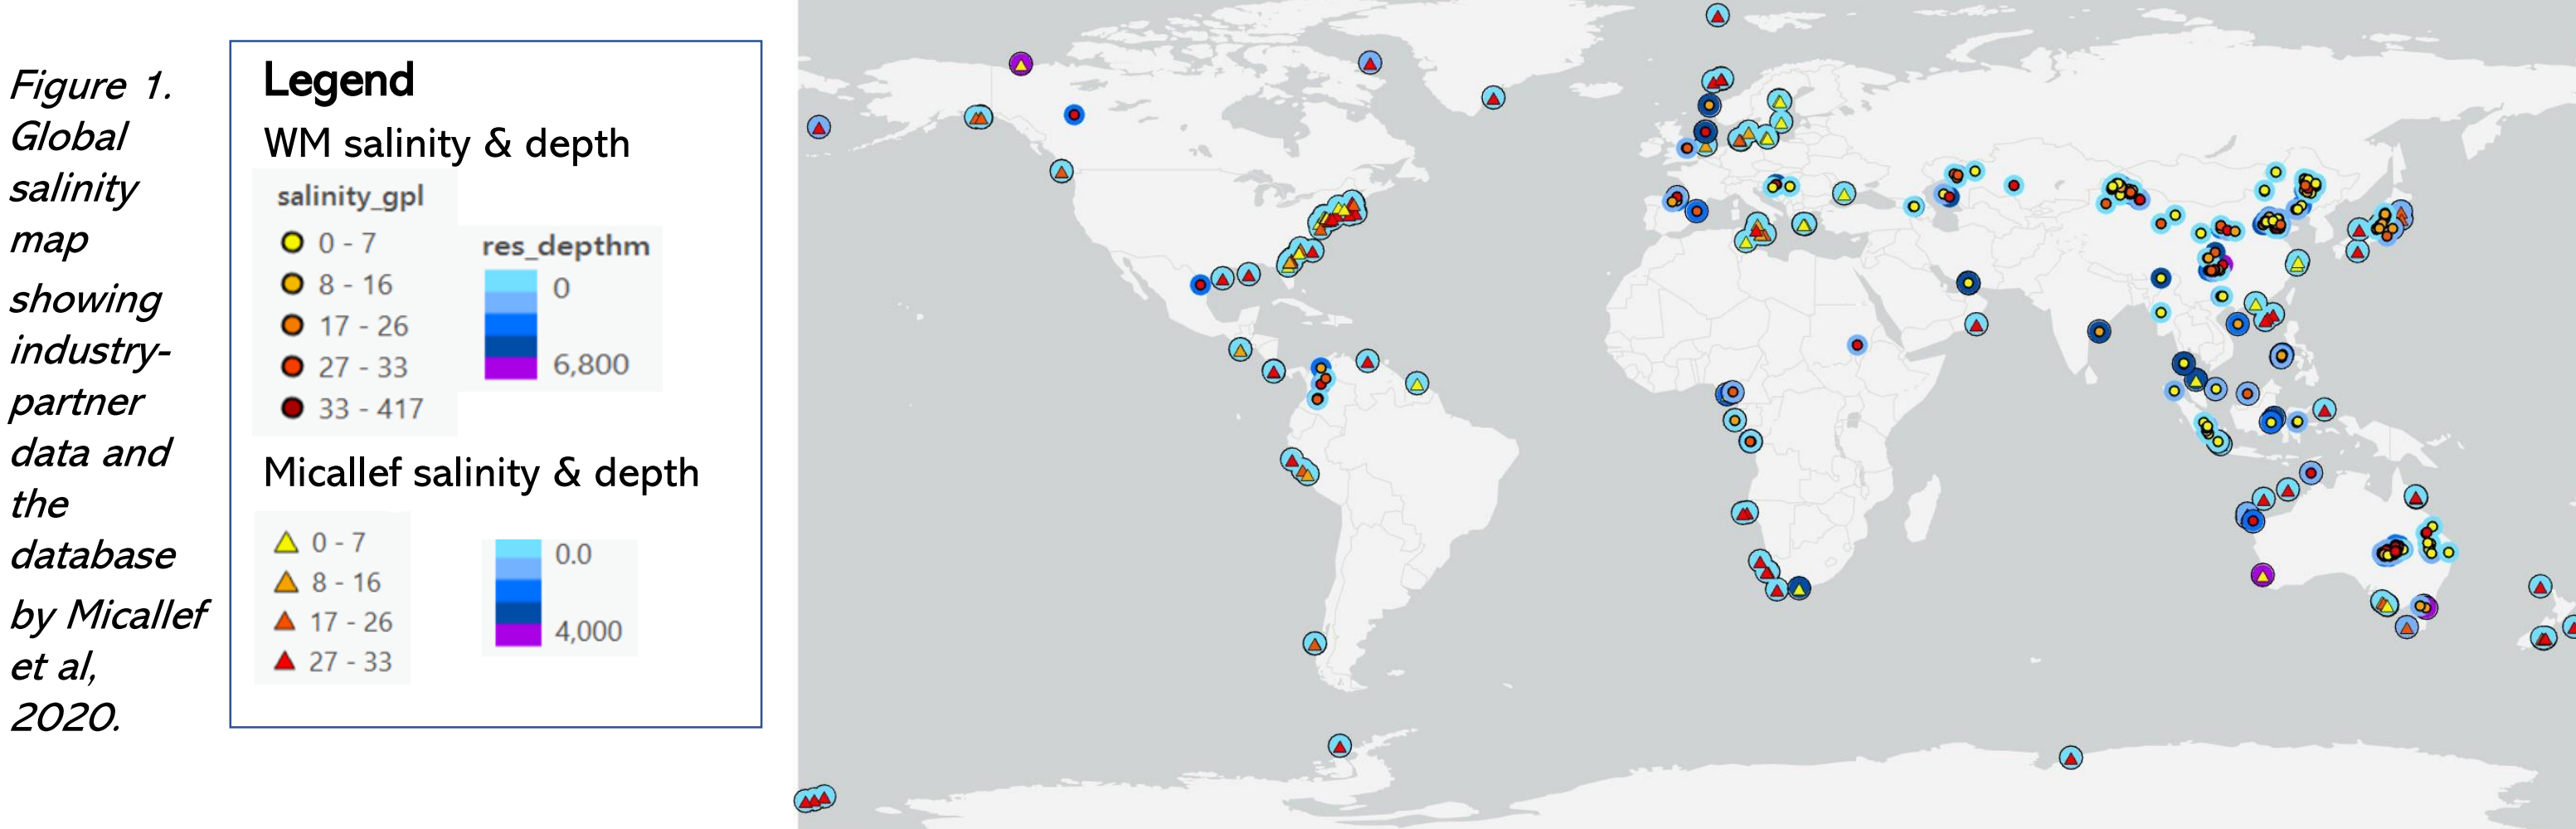 Figure 1.
Global
salinity
map
showing
industry-
partner
data and
the
database
by Micallef
et al,
2020.
Legend
WM salinity & depth
salinity_gpl
0 - 7
8 - 16
17 - 26
27 - 33
33 - 417
res_depthm
0
6,800
Micallef salinity & depth
0 - 7
8 - 16
17 - 26
27 - 33
0.0
4,000